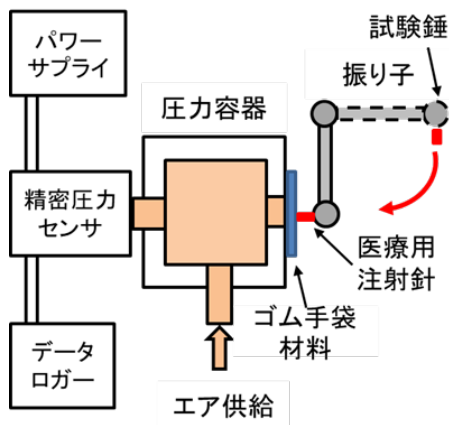 パワー
サプライ
圧力容器
試験錘
振り子
精密圧力
センサ
医療用
注射針
ゴム手袋
材料
データ
ロガー
エア供給